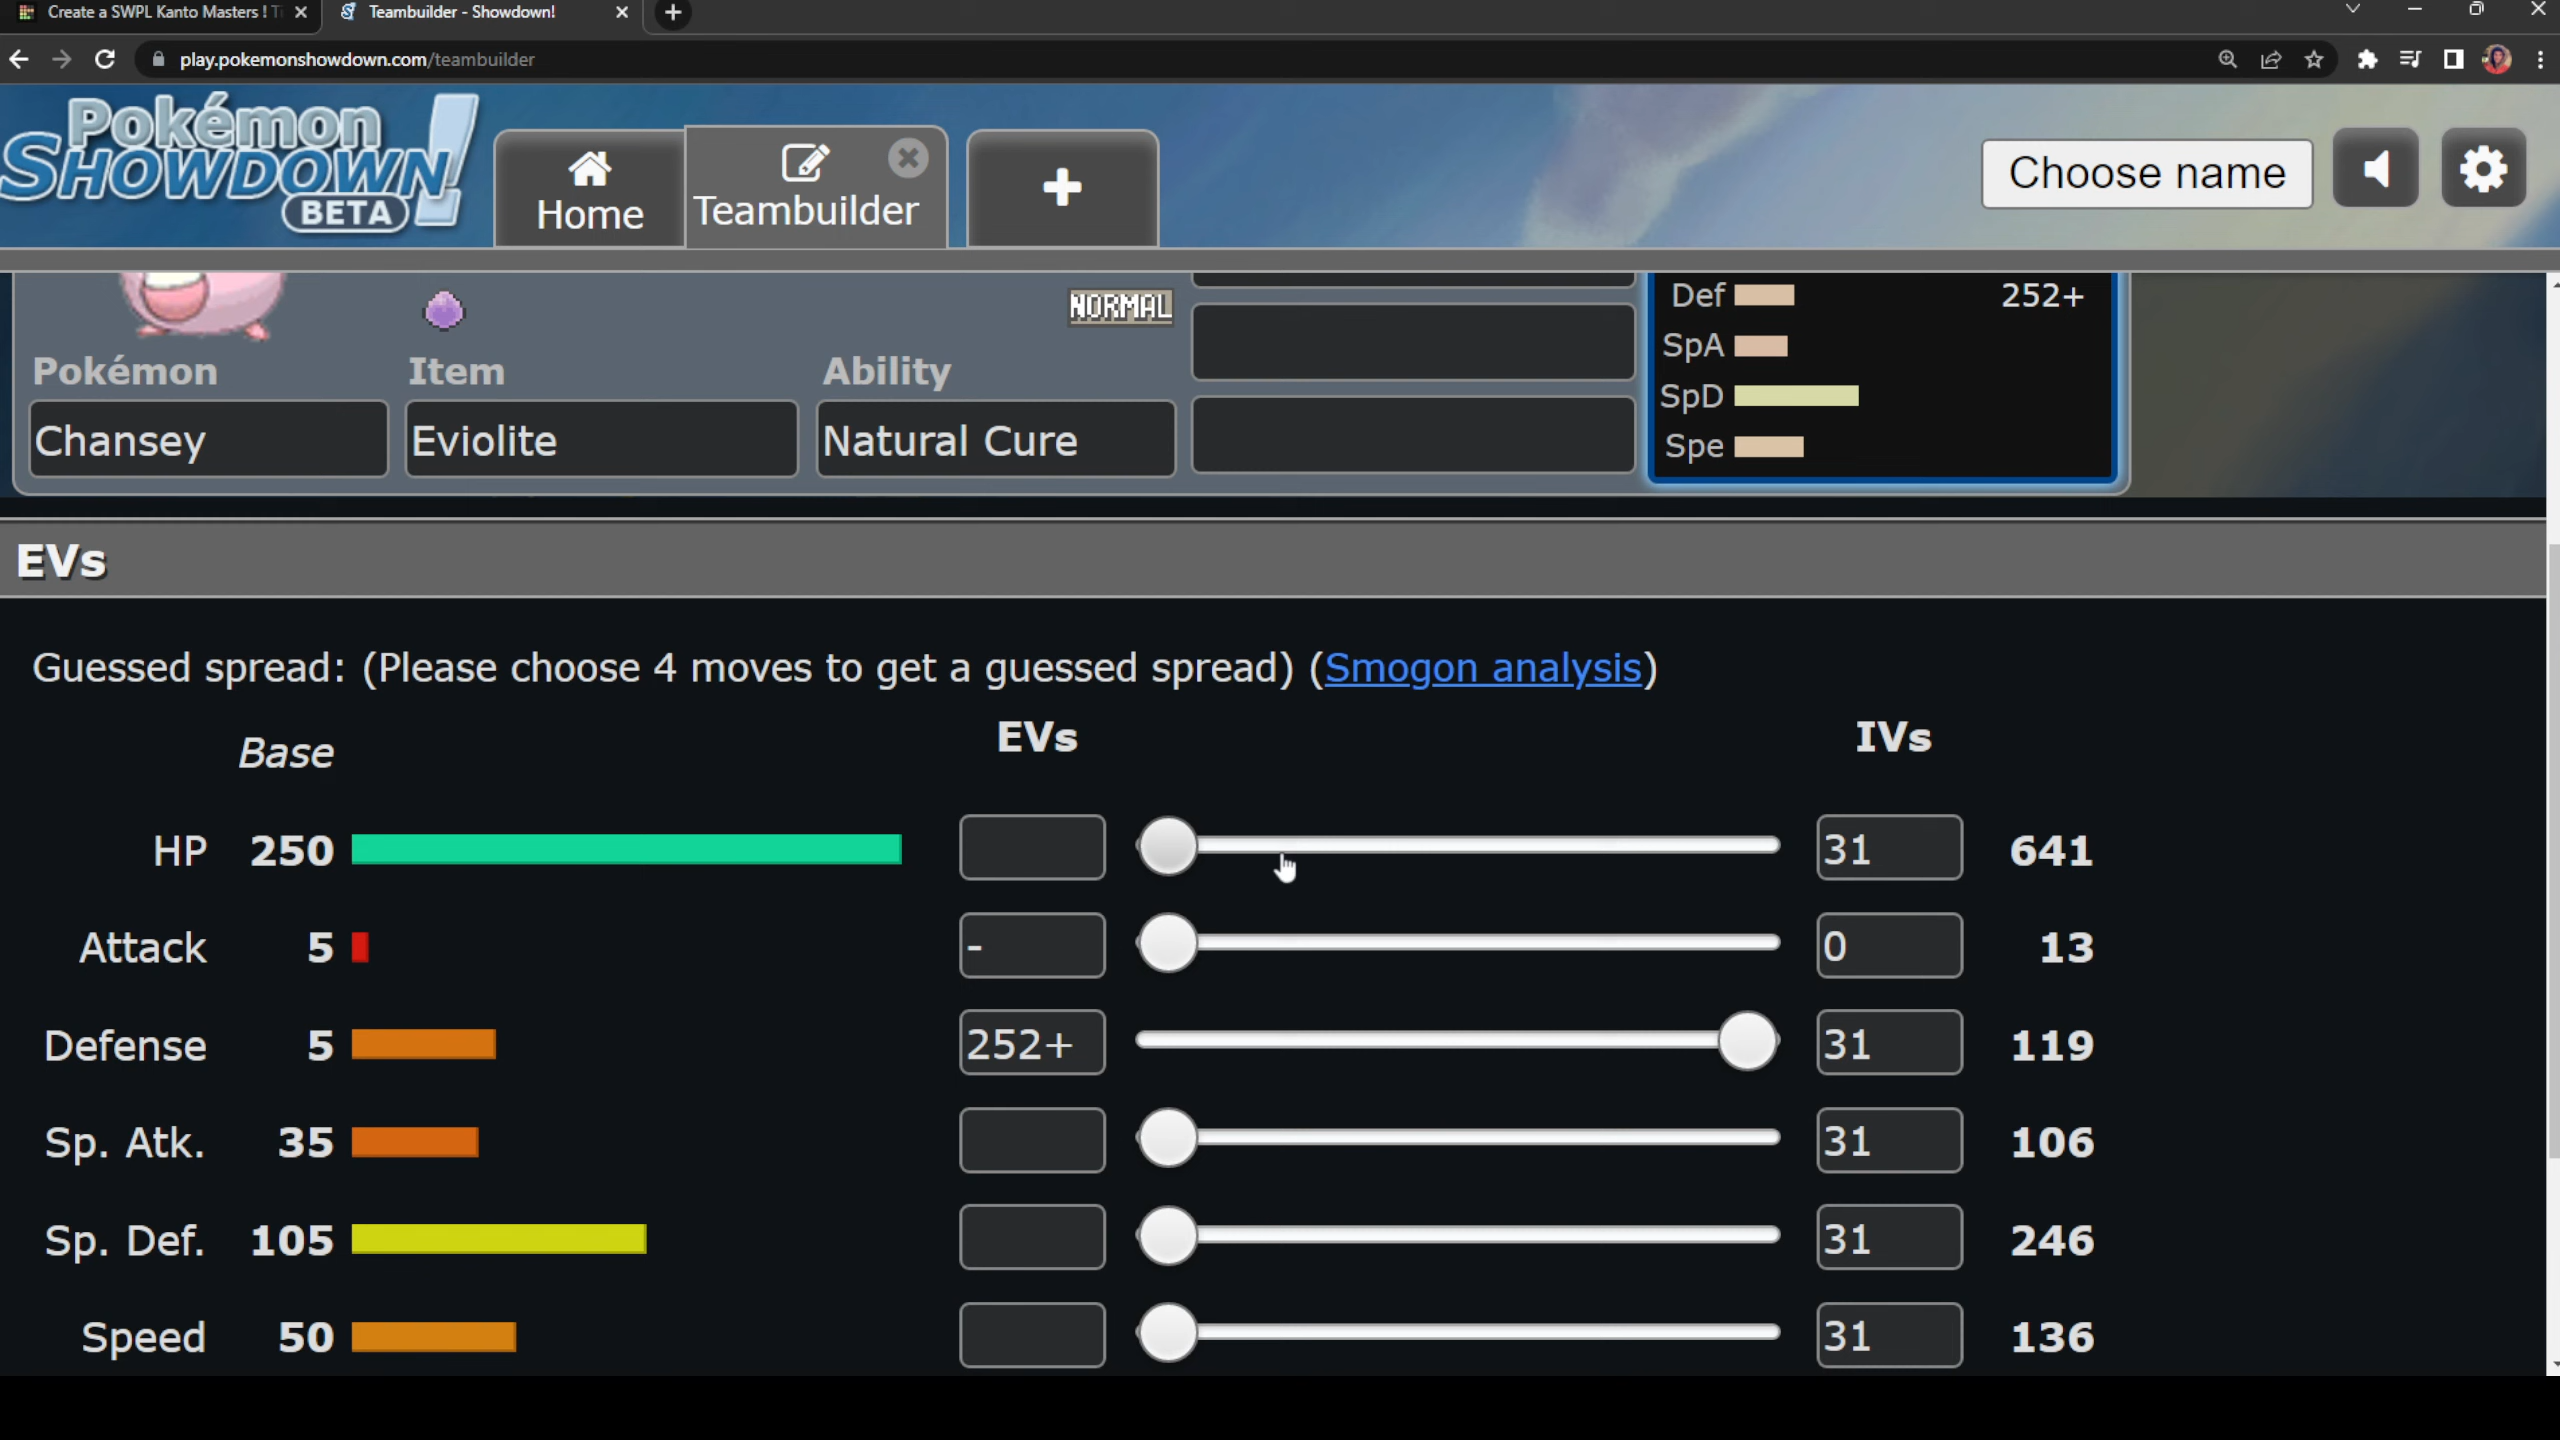 Create a SWPL Kanto Masters ! Ti
Teambuilder - Showdown!
play.pokemonshowdown.com/teambuilder
Pokémon
SHOWDOWN!
BETA
Home
Teambuilder
Choose name
NORMAL
Pokémon
Item
Ability
Chansey
Eviolite
Natural Cure
Def 252+
SpA
SpD
Spe
EVs
Guessed spread: (Please choose 4 moves to get a guessed spread) (Smogon analysis)
Base EVs IVs
HP 250 31 641
Attack 5 - 0 13
Defense 5 252+ 31 119
Sp. Atk. 35 31 106
Sp. Def. 105 31 246
Speed 50 31 136